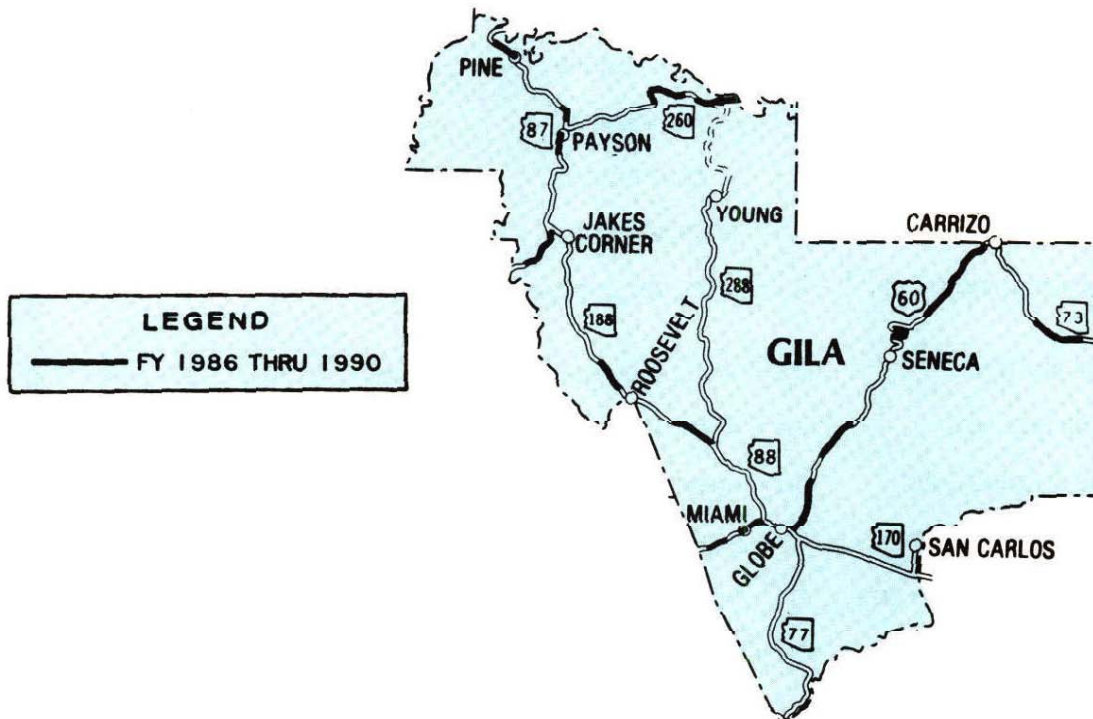 PINE
87
PAYSON
260
YOUNG
JAKES
CORNER
CARRIZO
288
60
73
LEGEND
FY 1986 THRU 1990
188
ROOSEVELT
GILA
SENECA
88
MIAMI
GLOBE
170
SAN CARLOS
77